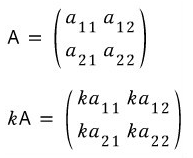 A = ( a₁₁ a₁₂
a₂₁ a₂₂ )
kA = ( ka₁₁ ka₁₂
ka₂₁ ka₂₂ )